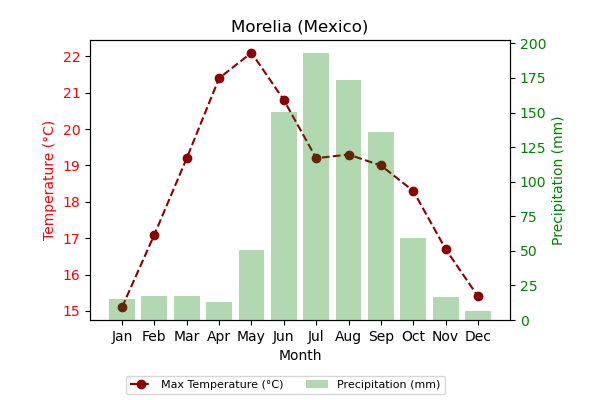 Morelia (Mexico)
Temperature (°C)
22
21
20
19
18
17
16
15
200
175
150
125
100
75
50
25
0
Precipitation (mm)
Jan Feb Mar Apr May Jun Jul Aug Sep Oct Nov Dec
Month
Max Temperature (°C) Precipitation (mm)